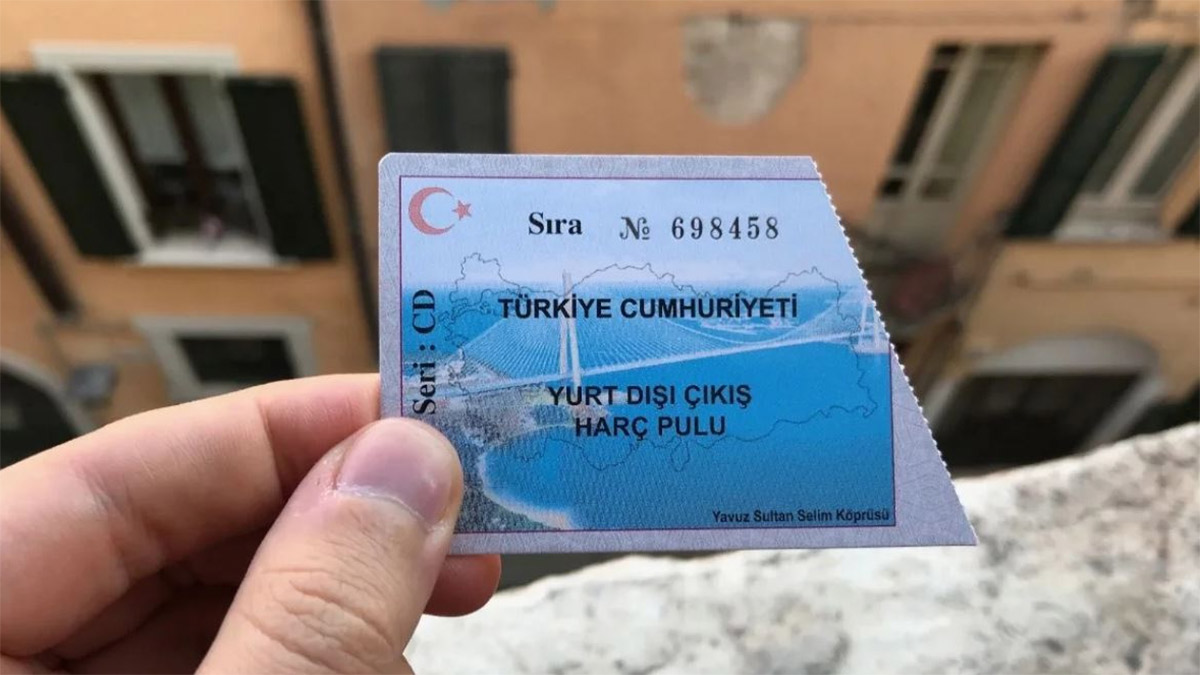 Sıra № 698458
Seri : CD
TÜRKİYE CUMHURİYETİ
YURT DIŞI ÇIKIŞ
HARÇ PULU
Yavuz Sultan Selim Köprüsü